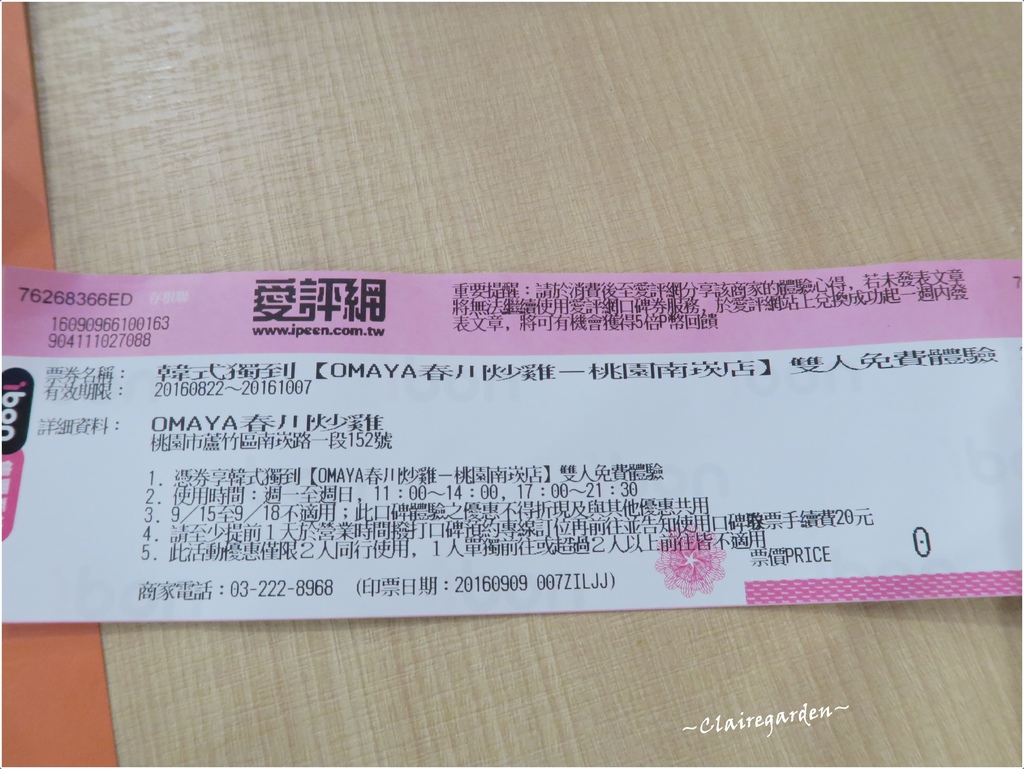 76268366ED 存根聯
16090966100163
904111027088
愛評網
www.ipeen.com.tw
重要提醒：請於消費後至愛評網分享該商家的體驗心得，若未發表文章
將無法繼續使用愛評網口碑券服務，於愛評網站上兌換成功起一週內發
表文章，將可有機會獲得5倍P幣回饋
7
ibon
票券名稱： 韓式獨到【OMAYA春川炒雞－桃園南崁店】雙人免費體驗
有效期限： 20160822～20161007
詳細資料： OMAYA春川炒雞
桃園市蘆竹區南崁路一段152號
1. 憑券享韓式獨到【OMAYA春川炒雞－桃園南崁店】雙人免費體驗
2. 使用時間：週一至週日，11：00～14：00，17：00～21：30
3. 9／15至9／18不適用；此口碑體驗之優惠不得折現及與其他優惠共用
4. 請至少提前1天於營業時間撥打口碑預約專線訂位再前往並告知使用口碑券
5. 此活動優惠僅限2人同行使用，1人單獨前往或超過2人以上前往皆不適用
取票手續費20元
票價PRICE 0
商家電話：03-222-8968 (印票日期：20160909 007ZILJJ)
~Clairegarden~